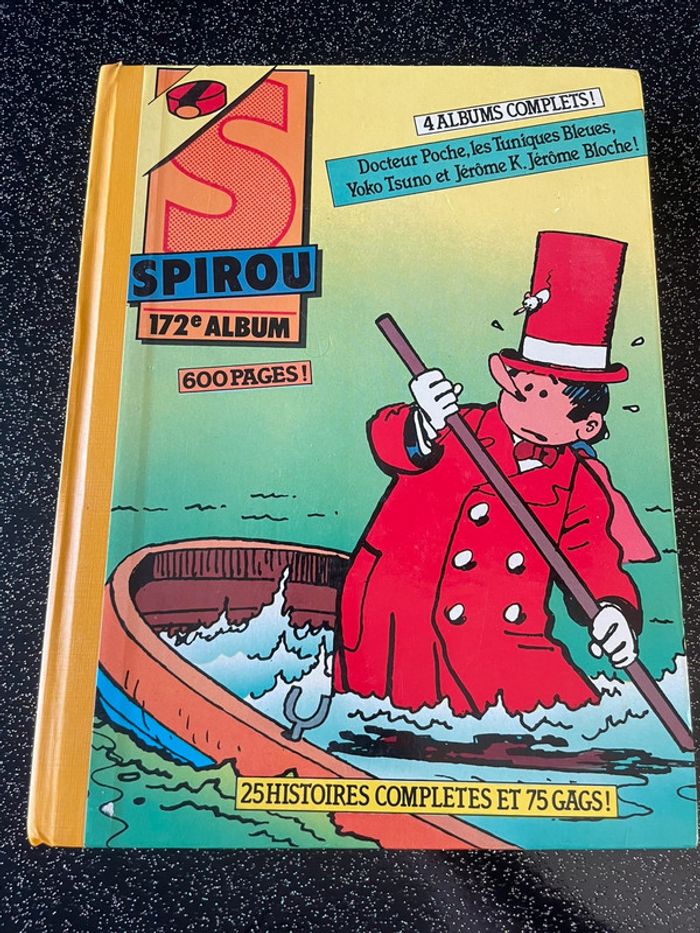 S
SPIROU
172e ALBUM
600 PAGES !
4 ALBUMS COMPLETS !
Docteur Poche, les Tuniques Bleues,
Yoko Tsuno et Jérôme K. Jérôme Bloche !
25 HISTOIRES COMPLETES ET 75 GAGS !